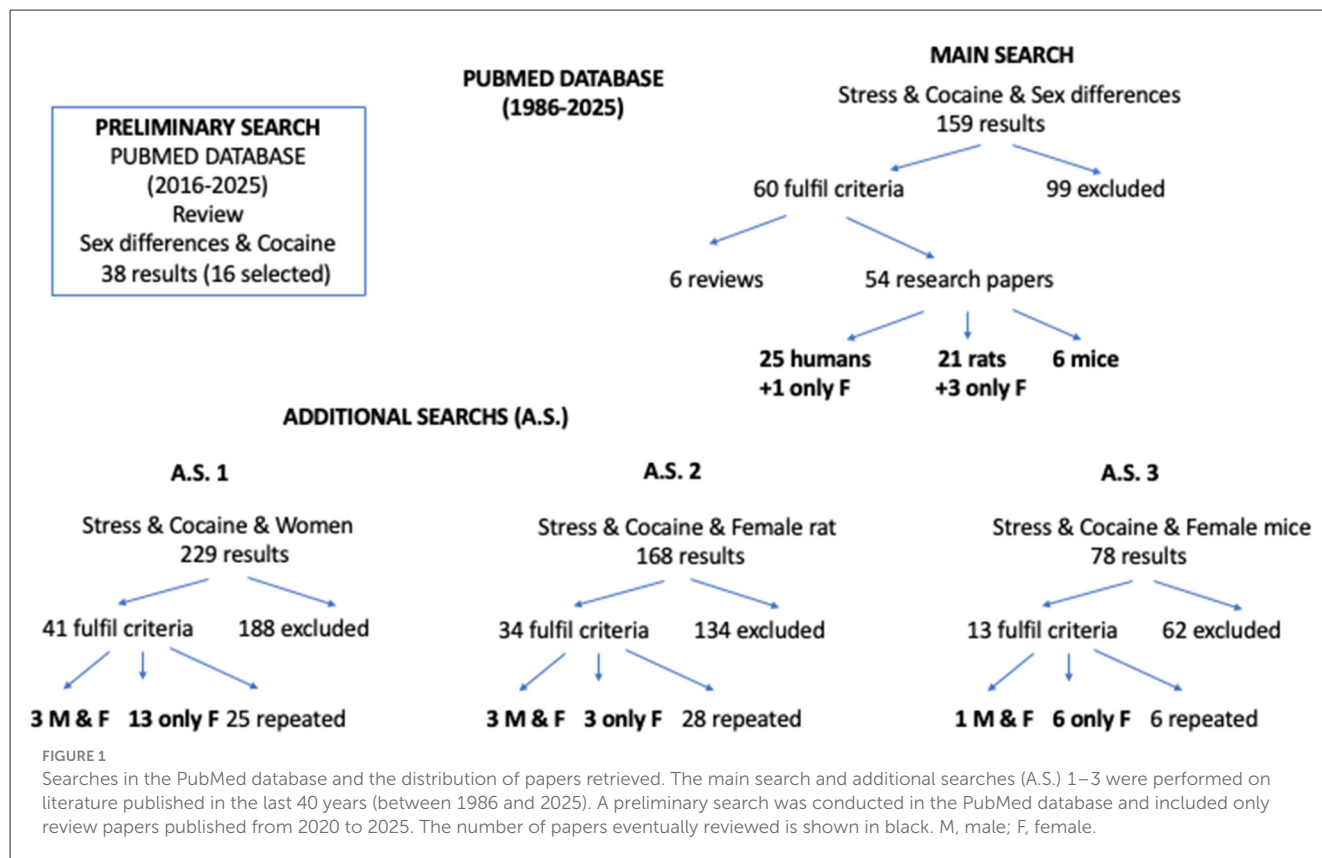 PRELIMINARY SEARCH
PUBMED DATABASE
(2016-2025)
Review
Sex differences & Cocaine
38 results (16 selected)
PUBMED DATABASE
(1986-2025)
MAIN SEARCH
Stress & Cocaine & Sex differences
159 results
60 fulfil criteria
99 excluded
6 reviews
54 research papers
25 humans
+1 only F
21 rats
+3 only F
6 mice
ADDITIONAL SEARCHS (A.S.)
A.S. 1
Stress & Cocaine & Women
229 results
41 fulfil criteria
188 excluded
3 M & F
13 only F
25 repeated
A.S. 2
Stress & Cocaine & Female rat
168 results
34 fulfil criteria
134 excluded
3 M & F
3 only F
28 repeated
A.S. 3
Stress & Cocaine & Female mice
78 results
13 fulfil criteria
62 excluded
1 M & F
6 only F
6 repeated
FIGURE 1
Searches in the PubMed database and the distribution of papers retrieved. The main search and additional searches (A.S.) 1–3 were performed on
literature published in the last 40 years (between 1986 and 2025). A preliminary search was conducted in the PubMed database and included only
review papers published from 2020 to 2025. The number of papers eventually reviewed is shown in black. M, male; F, female.